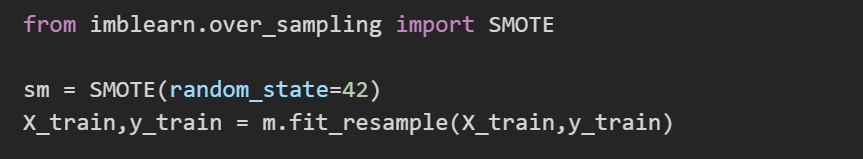 from imblearn.over_sampling import SMOTE
sm = SMOTE(random_state=42)
X_train,y_train = m.fit_resample(X_train,y_train)